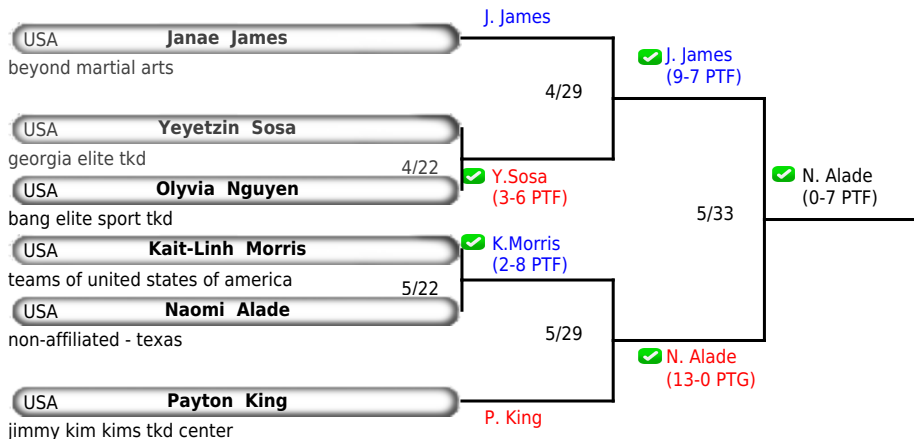 J. James
USA Janae James
beyond martial arts
J. James
(9-7 PTF)
4/29
USA Yeyetzin Sosa
georgia elite tkd
4/22
Y.Sosa
(3-6 PTF)
USA Olyvia Nguyen
bang elite sport tkd
N. Alade
(0-7 PTF)
5/33
USA Kait-Linh Morris
teams of united states of america
K.Morris
(2-8 PTF)
5/22
USA Naomi Alade
non-affiliated - texas
5/29
N. Alade
(13-0 PTG)
USA Payton King
P. King
jimmy kim kims tkd center